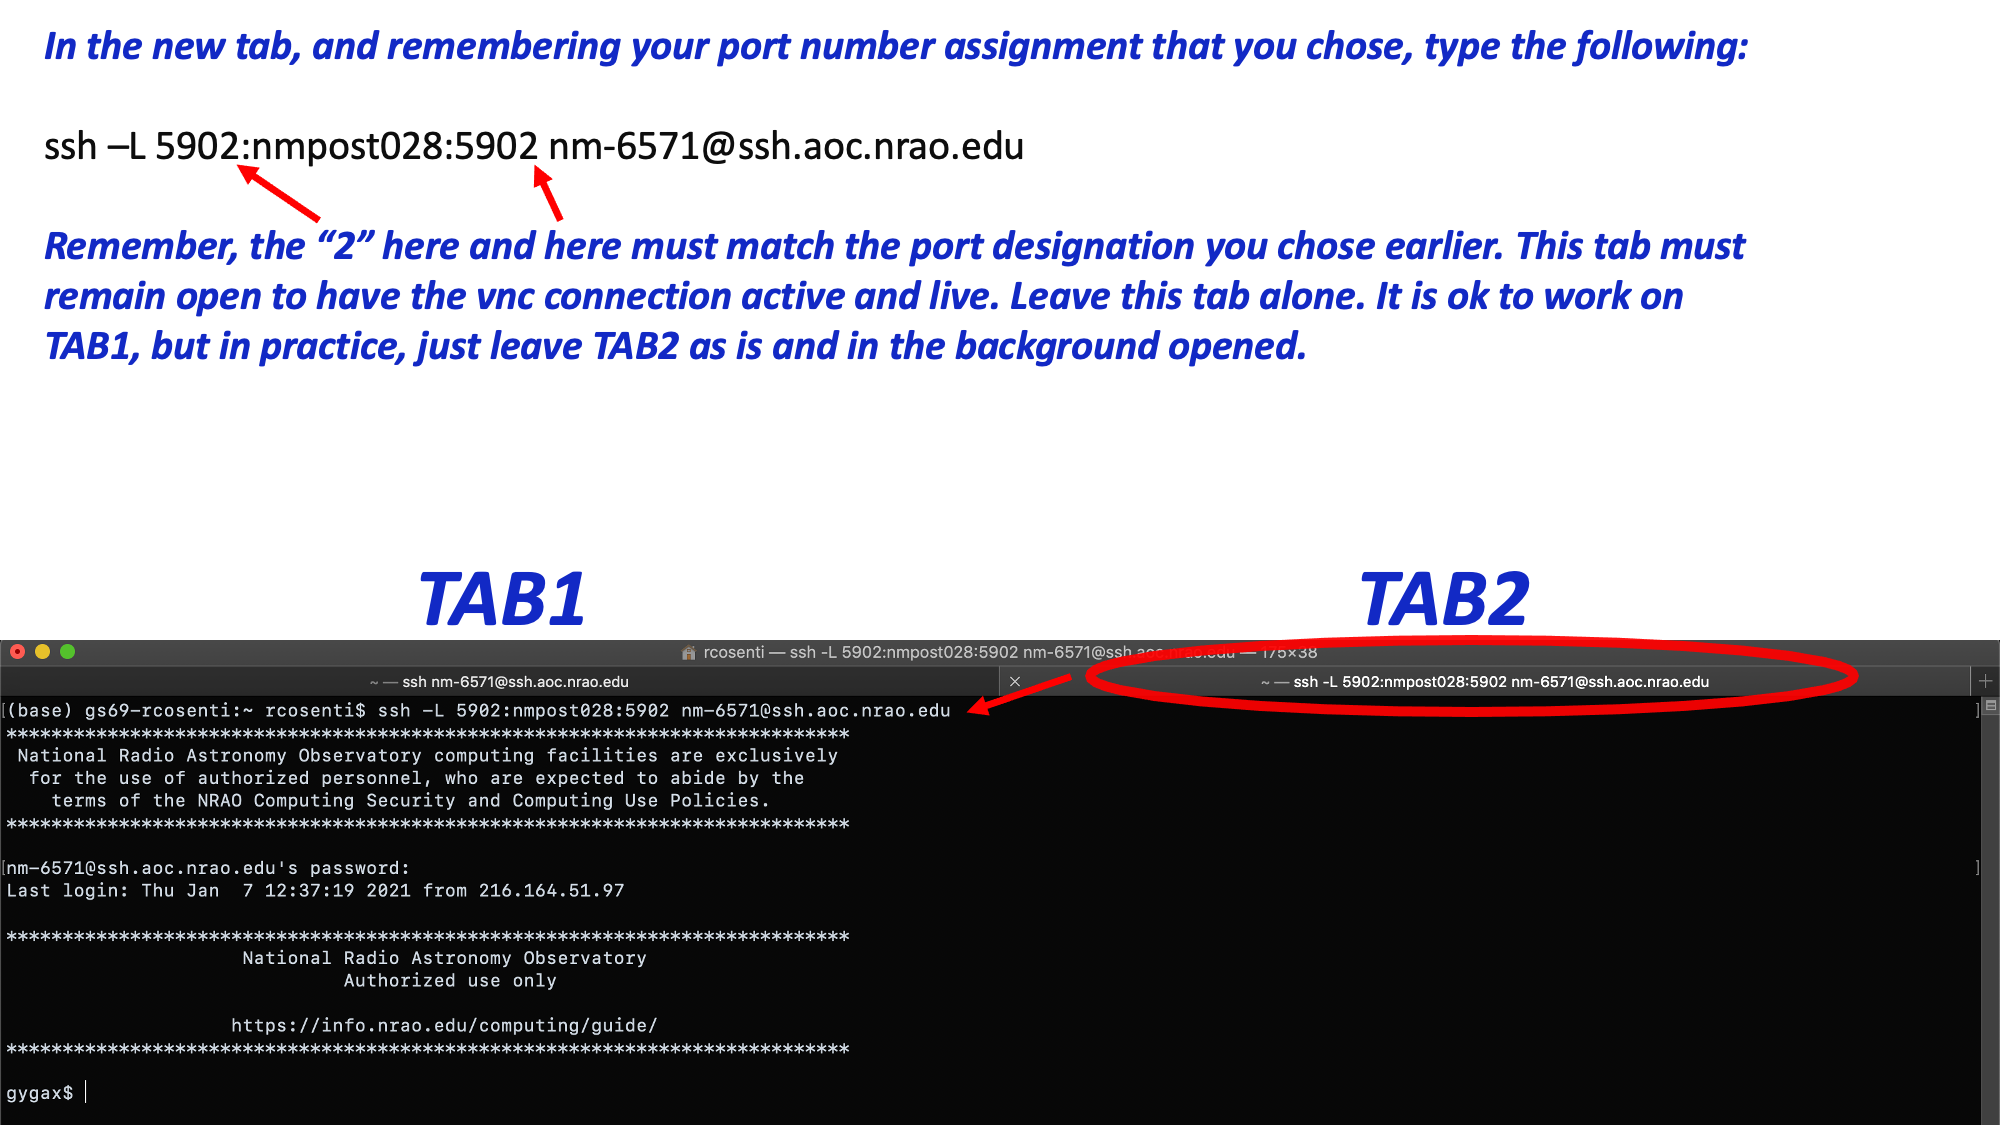 In the new tab, and remembering your port number assignment that you chose, type the following:
ssh –L 5902:nmpost028:5902 nm-6571@ssh.aoc.nrao.edu
Remember, the “2” here and here must match the port designation you chose earlier. This tab must
remain open to have the vnc connection active and live. Leave this tab alone. It is ok to work on
TAB1, but in practice, just leave TAB2 as is and in the background opened.
TAB1
TAB2
rcosenti — ssh -L 5902:nmpost028:5902 nm-6571@ssh.aoc.nrao.edu — 175×38
~ — ssh nm-6571@ssh.aoc.nrao.edu
~ — ssh -L 5902:nmpost028:5902 nm-6571@ssh.aoc.nrao.edu
[(base) gs69-rcosenti:~ rcosenti$ ssh -L 5902:nmpost028:5902 nm-6571@ssh.aoc.nrao.edu ]
***************************************************************************
National Radio Astronomy Observatory computing facilities are exclusively
for the use of authorized personnel, who are expected to abide by the
terms of the NRAO Computing Security and Computing Use Policies.
***************************************************************************
[nm-6571@ssh.aoc.nrao.edu's password: ]
Last login: Thu Jan  7 12:37:19 2021 from 216.164.51.97
***************************************************************************
National Radio Astronomy Observatory
Authorized use only
https://info.nrao.edu/computing/guide/
***************************************************************************
gygax$